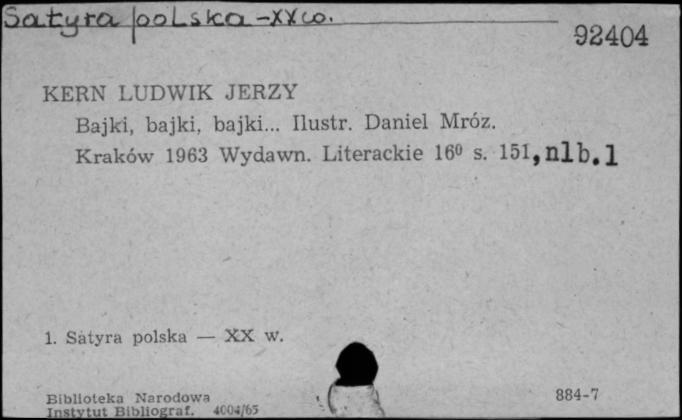 Satyra polska - XX w.
92404
KERN LUDWIK JERZY
Bajki, bajki, bajki... Ilustr. Daniel Mróz.
Kraków 1963 Wydawn. Literackie 16⁰ s. 151, nlb. 1
1. Satyra polska — XX w.
Biblioteka Narodowa 884-7
Instytut Bibliograf. 4004/65